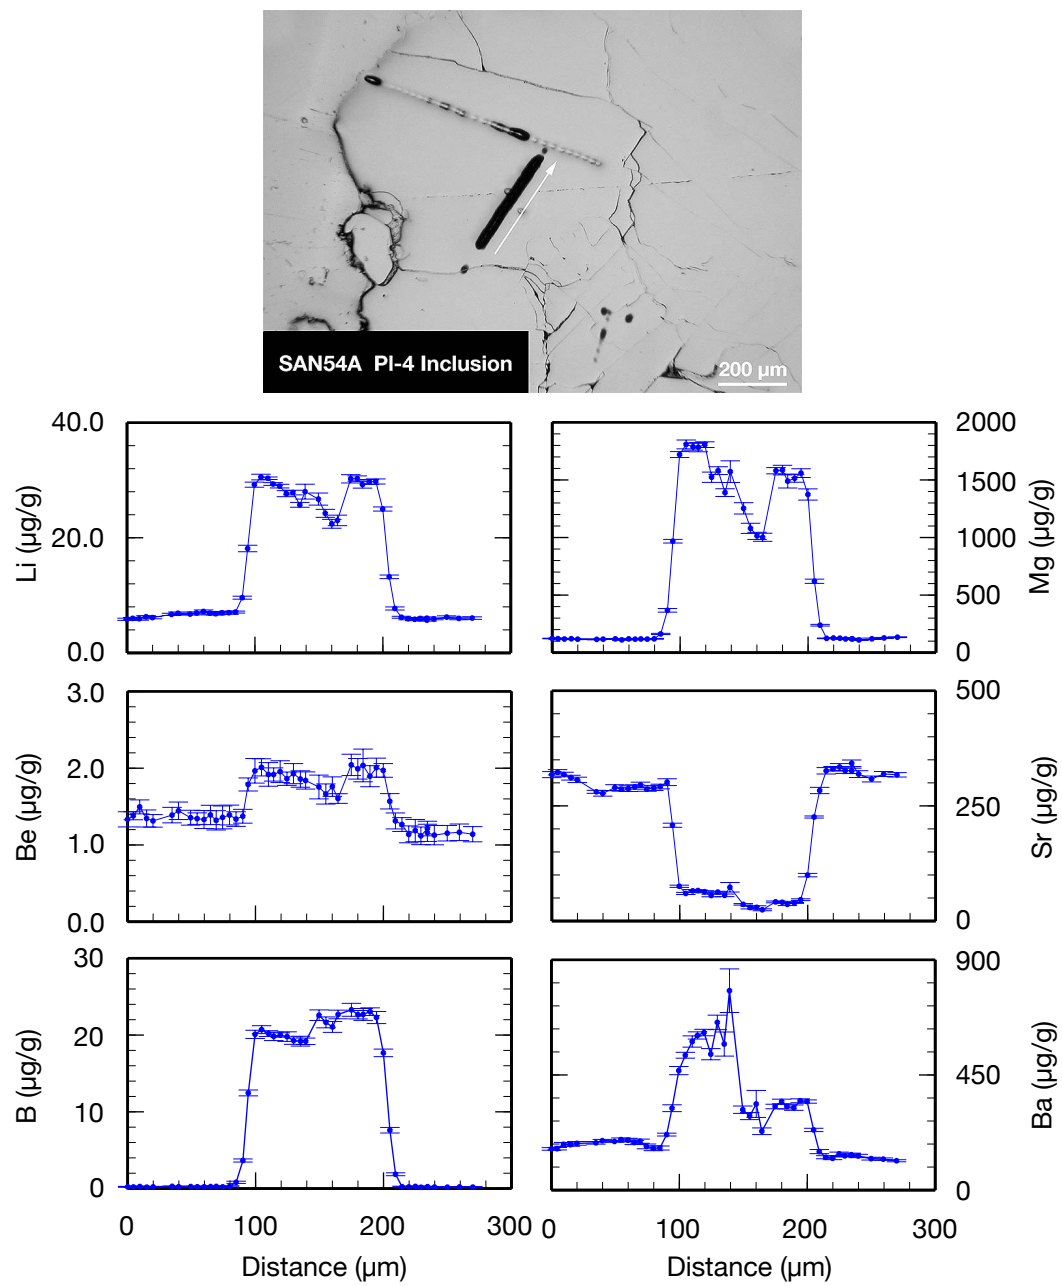 SAN54A PI-4 Inclusion
200 µm
40.0
20.0
0.0
Li (µg/g)
2000
1500
1000
500
0
Mg (µg/g)
3.0
2.0
1.0
0.0
Be (µg/g)
500
250
0
Sr (µg/g)
30
20
10
0
B (µg/g)
900
450
0
Ba (µg/g)
0 100 200 300
0 100 200 300
Distance (µm)
Distance (µm)